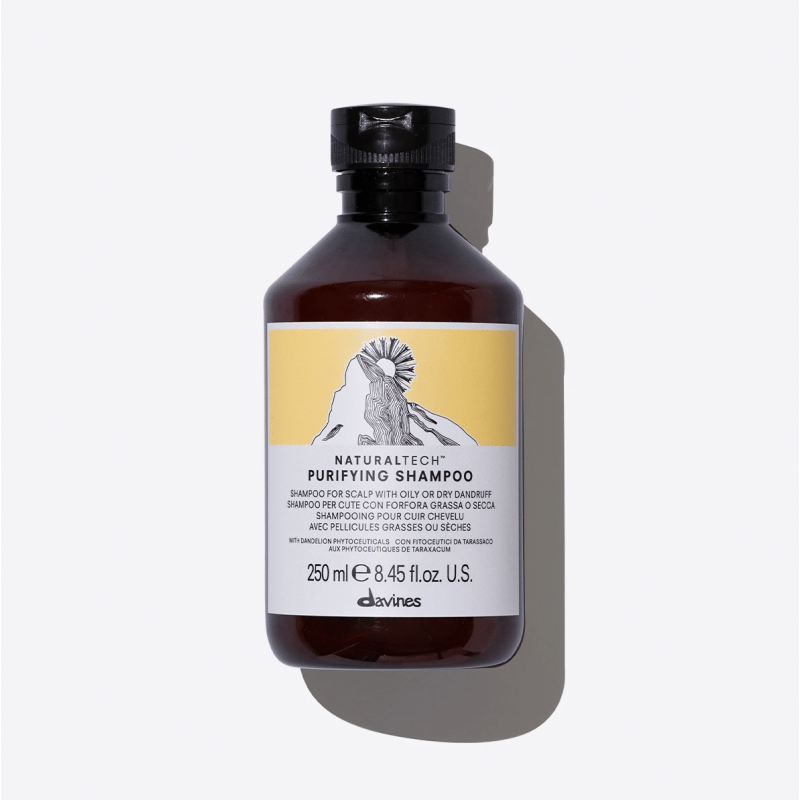 NATURALTECH™
PURIFYING SHAMPOO
SHAMPOO FOR SCALP WITH OILY OR DRY DANDRUFF
SHAMPOO PER CUTE CON FORFORA GRASSA O SECCA
SHAMPOOING POUR CUIR CHEVELU
AVEC PELLICULES GRASSES OU SÈCHES
WITH DANDELION PHYTOCEUTICALS CON FITOCEUTICI DA TARASSACO
AUX PHYTOCEUTIQUES DE TARAXACUM
250 ml ℮ 8.45 fl.oz. U.S.
davines